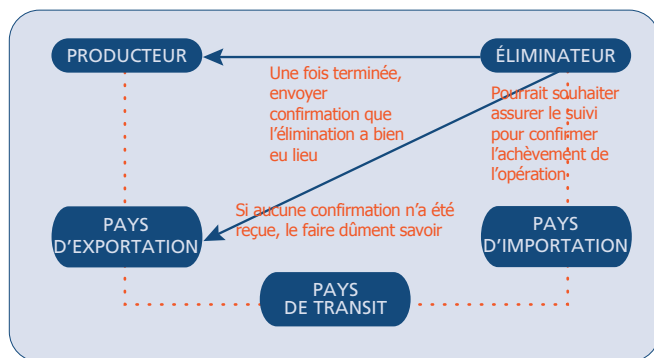 PRODUCTEUR
ÉLIMINATEUR
Une fois terminée,
envoyer
confirmation que
l'élimination a bien
eu lieu
Pourrait souhaiter
assurer le suivi
pour confirmer
l'achèvement de
l'opération
Si aucune confirmation n'a été
reçue, le faire dûment savoir
PAYS
D'EXPORTATION
PAYS
D'IMPORTATION
PAYS
DE TRANSIT